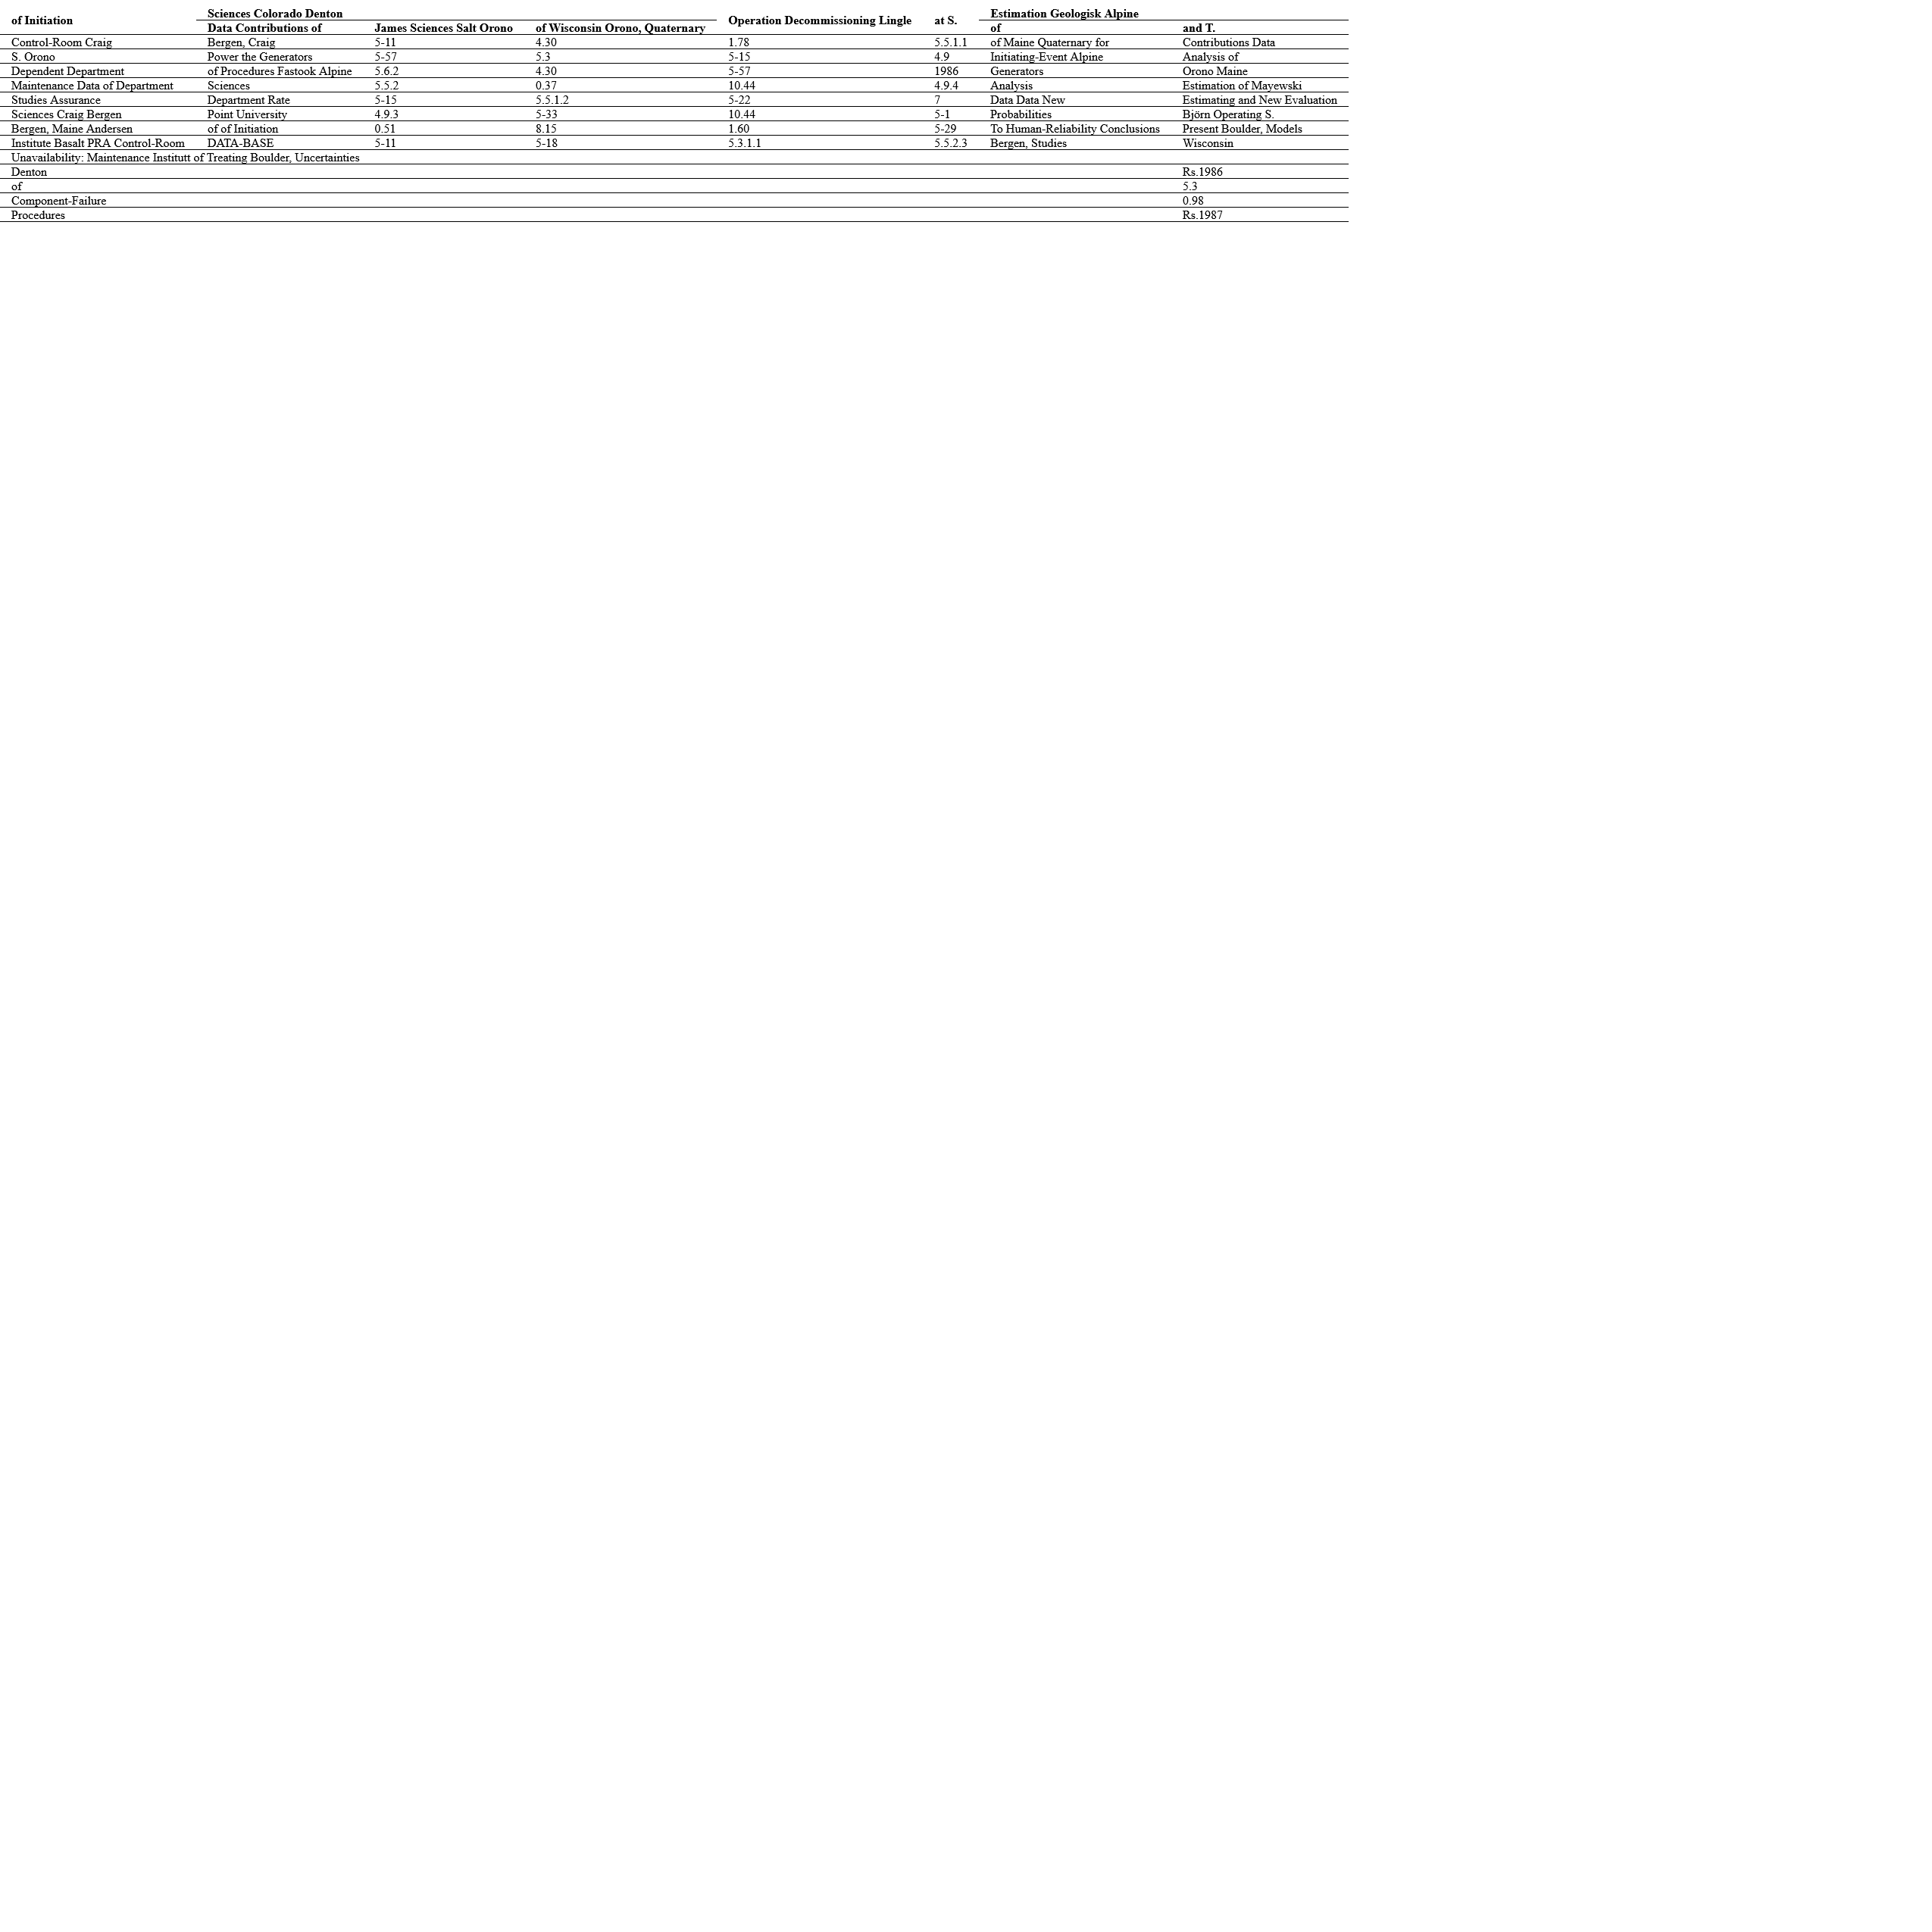 of Initiation Sciences Colorado Denton Operation Decommissioning Lingle at S. Estimation Geologisk Alpine
Data Contributions of James Sciences Salt Orono of Wisconsin Orono, Quaternary of and T.
Control-Room Craig Bergen, Craig 5-11 4.30 1.78 5.5.1.1 of Maine Quaternary for Contributions Data
S. Orono Power the Generators 5-57 5.3 5-15 4.9 Initiating-Event Alpine Analysis of
Dependent Department of Procedures Fastook Alpine 5.6.2 4.30 5-57 1986 Generators Orono Maine
Maintenance Data of Department Sciences 5.5.2 0.37 10.44 4.9.4 Analysis Estimation of Mayewski
Studies Assurance Department Rate 5-15 5.5.1.2 5-22 7 Data Data New Estimating and New Evaluation
Sciences Craig Bergen Point University 4.9.3 5-33 10.44 5-1 Probabilities Björn Operating S.
Bergen, Maine Andersen of of Initiation 0.51 8.15 1.60 5-29 To Human-Reliability Conclusions Present Boulder, Models
Institute Basalt PRA Control-Room DATA-BASE 5-11 5-18 5.3.1.1 5.5.2.3 Bergen, Studies Wisconsin
Unavailability: Maintenance Institutt of Treating Boulder, Uncertainties
Denton Rs.1986
of 5.3
Component-Failure 0.98
Procedures Rs.1987